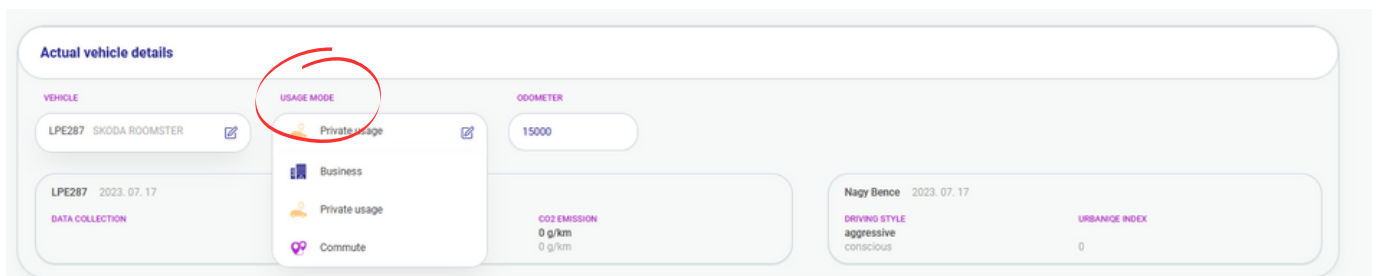 Actual vehicle details
VEHICLE USAGE MODE ODOMETER
LPE287 SKODA ROOMSTER Private usage 15000
Business
LPE287 2023. 07. 17 Nagy Bence 2023. 07. 17
Private usage
DATA COLLECTION CO2 EMISSION DRIVING STYLE URBANIQE INDEX
0 g/km aggressive
Commute 0 g/km conscious 0